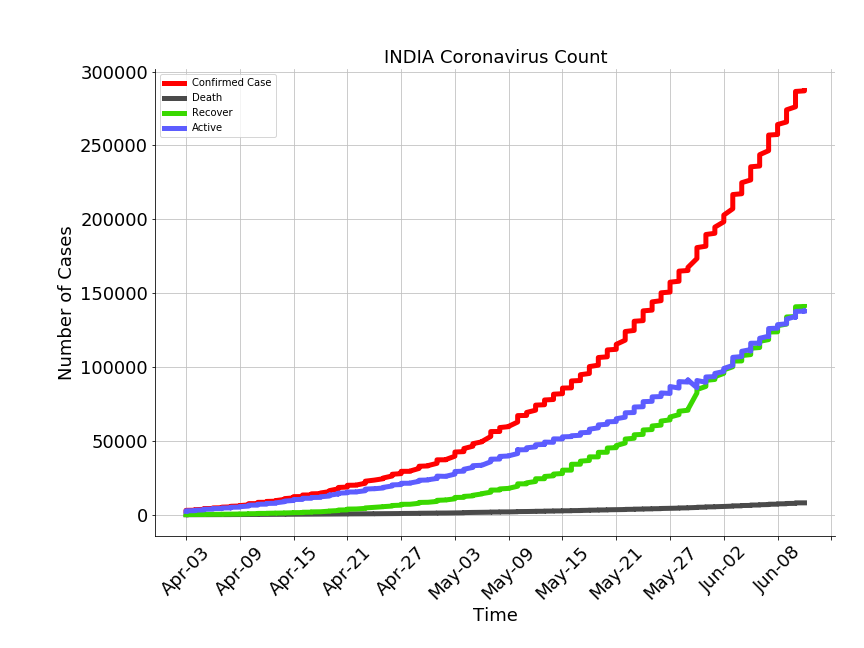 INDIA Coronavirus Count
300000
250000
200000
150000
100000
50000
0
Number of Cases
Confirmed Case
Death
Recover
Active
Apr-03
Apr-09
Apr-15
Apr-21
Apr-27
May-03
May-09
May-15
May-21
May-27
Jun-02
Jun-08
Time